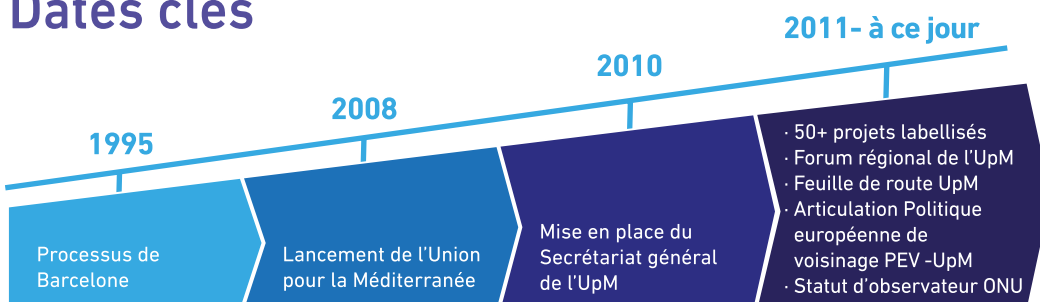 Dates clés
1995
Processus de
Barcelone
2008
Lancement de l'Union
pour la Méditerranée
2010
Mise en place du
Secrétariat général
de l'UpM
2011- à ce jour
· 50+ projets labellisés
· Forum régional de l'UpM
· Feuille de route UpM
· Articulation Politique
européenne de
voisinage PEV -UpM
· Statut d'observateur ONU